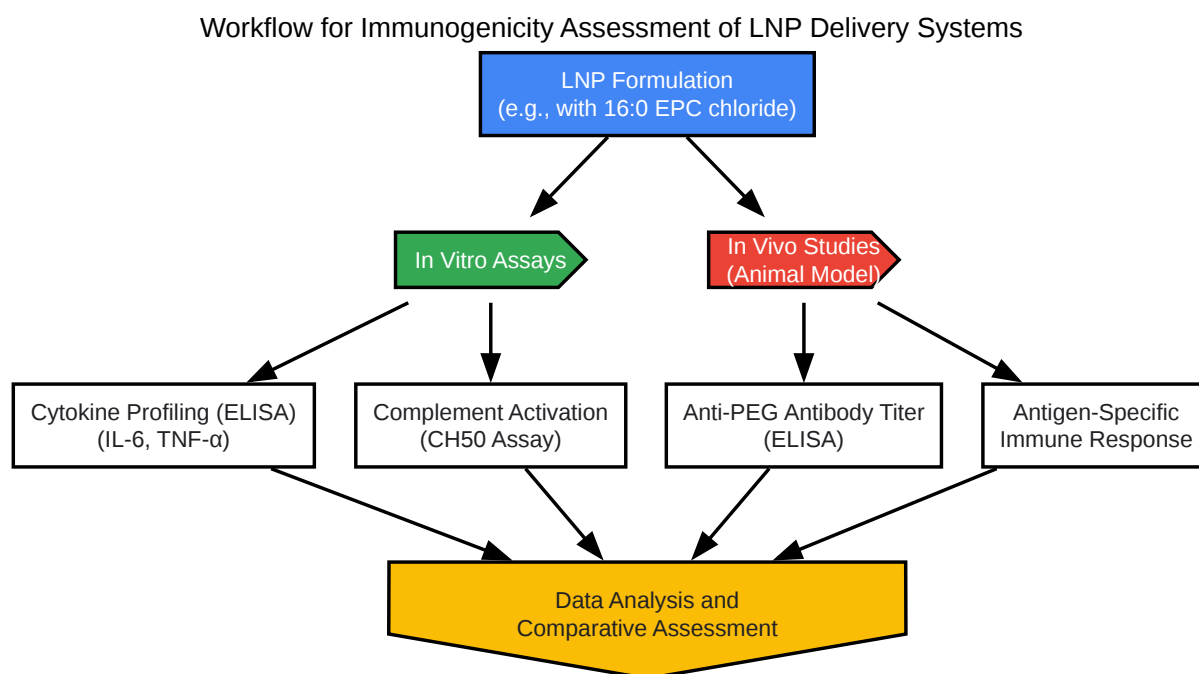 Workflow for Immunogenicity Assessment of LNP Delivery Systems
LNP Formulation
(e.g., with 16:0 EPC chloride)
In Vitro Assays
In Vivo Studies
(Animal Model)
Cytokine Profiling (ELISA)
(IL-6, TNF-α)
Complement Activation
(CH50 Assay)
Anti-PEG Antibody Titer
(ELISA)
Antigen-Specific
Immune Response
Data Analysis and
Comparative Assessment